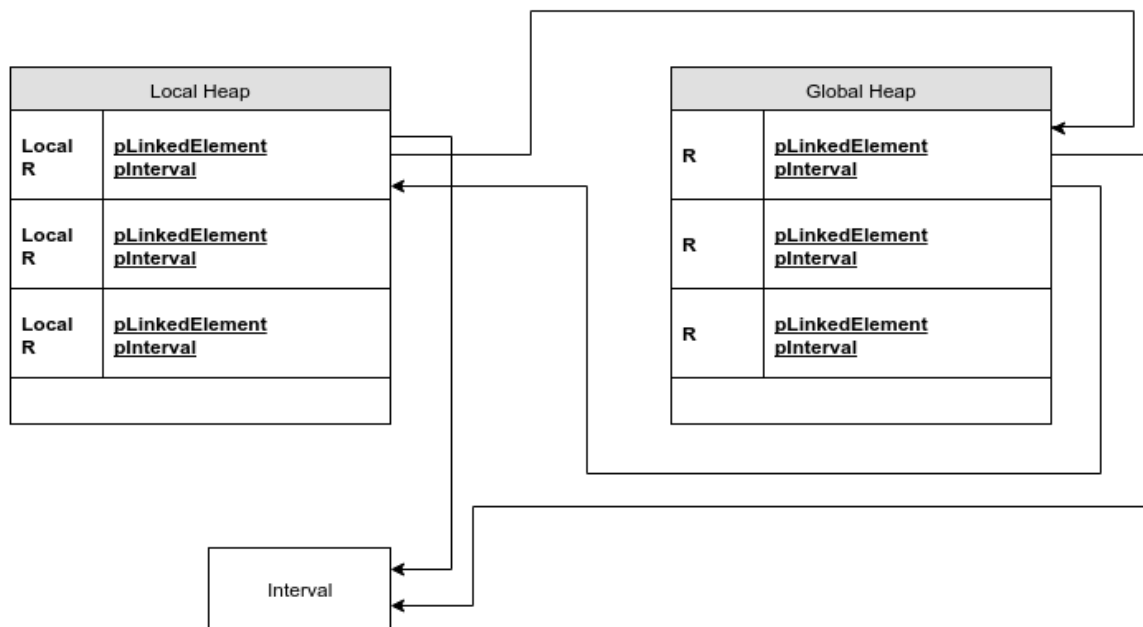 Local Heap
Local
R
pLinkedElement
pInterval
Local
R
pLinkedElement
pInterval
Local
R
pLinkedElement
pInterval
Global Heap
R
pLinkedElement
pInterval
R
pLinkedElement
pInterval
R
pLinkedElement
pInterval
Interval